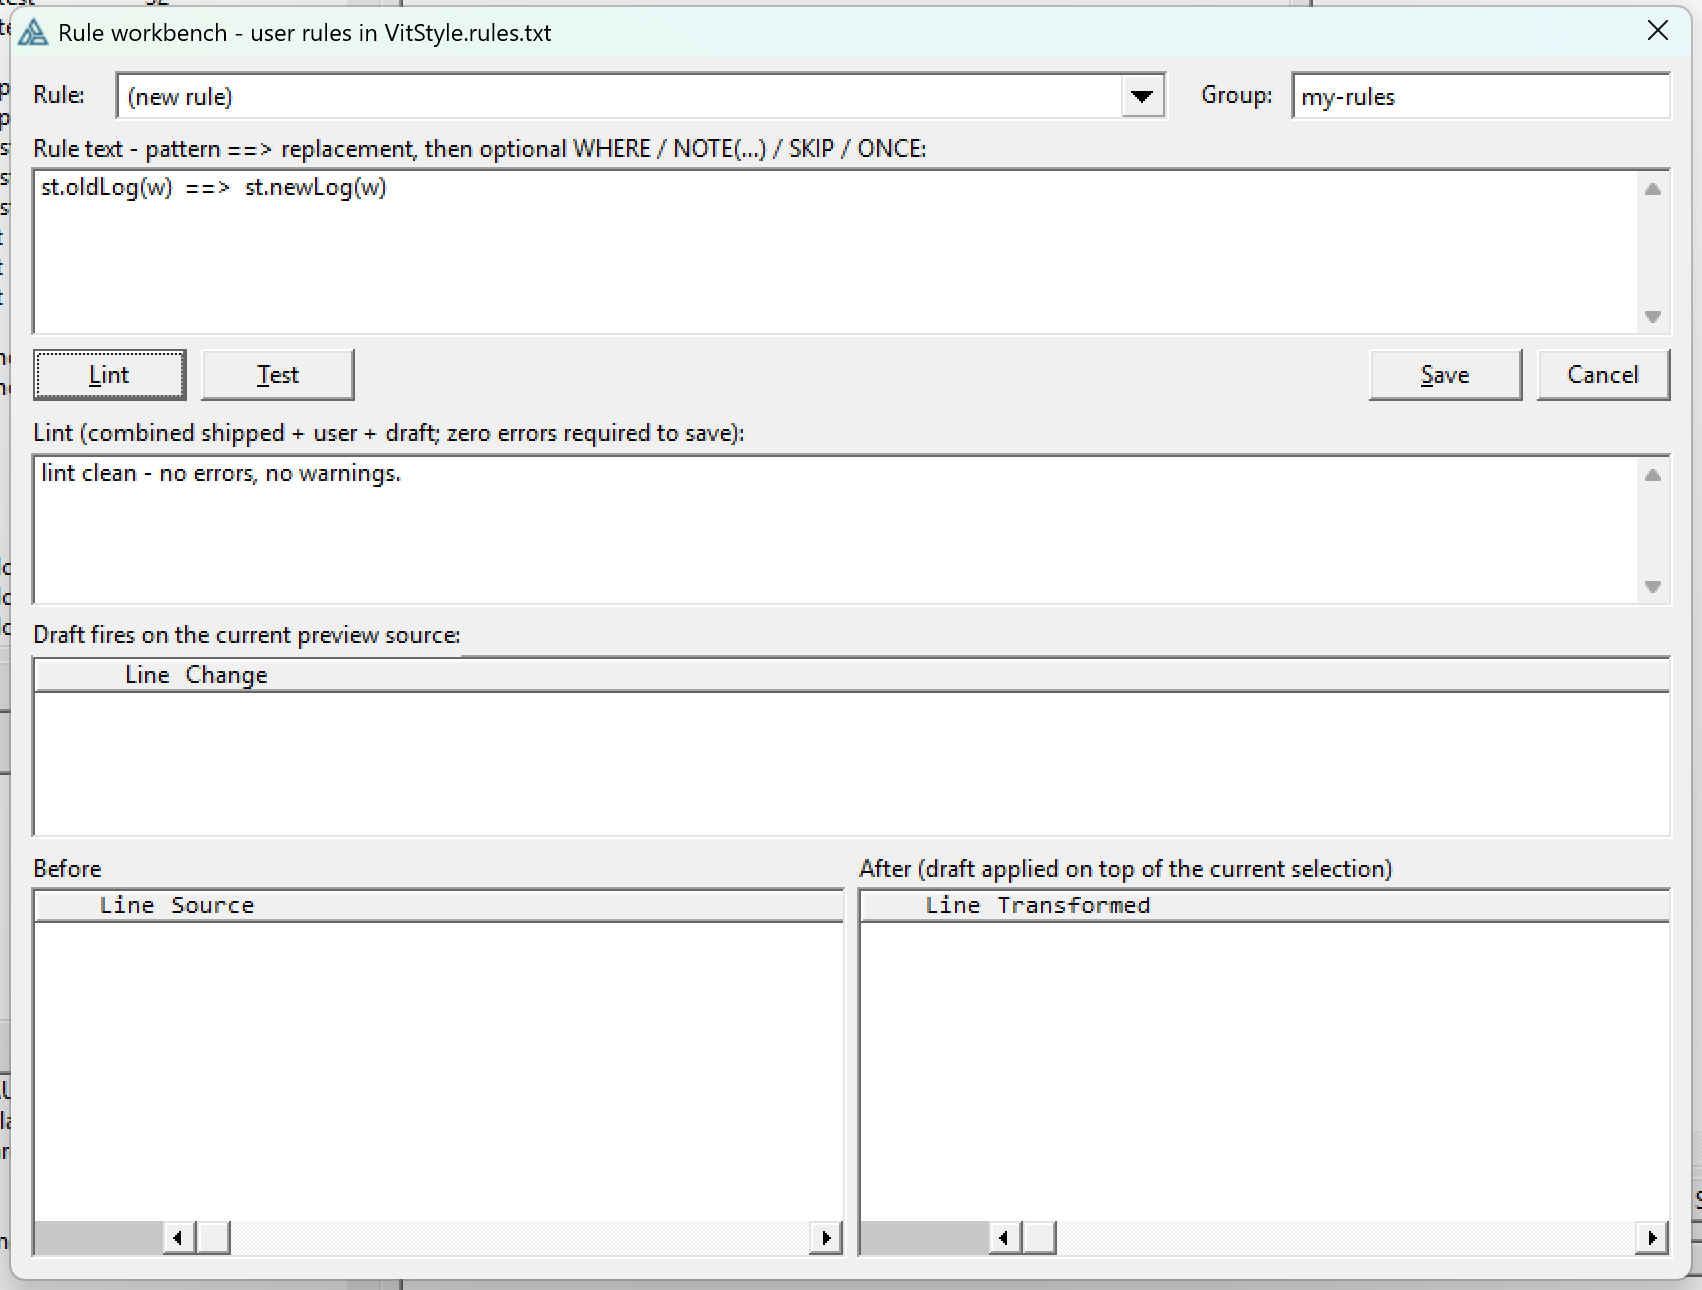 Rule workbench - user rules in VitStyle.rules.txt
Rule: (new rule) Group: my-rules
Rule text - pattern ==> replacement, then optional WHERE / NOTE(...) / SKIP / ONCE:
st.oldLog(w) ==> st.newLog(w)
Lint Test Save Cancel
Lint (combined shipped + user + draft; zero errors required to save):
lint clean - no errors, no warnings.
Draft fires on the current preview source:
Line Change
Before After (draft applied on top of the current selection)
Line Source Line Transformed